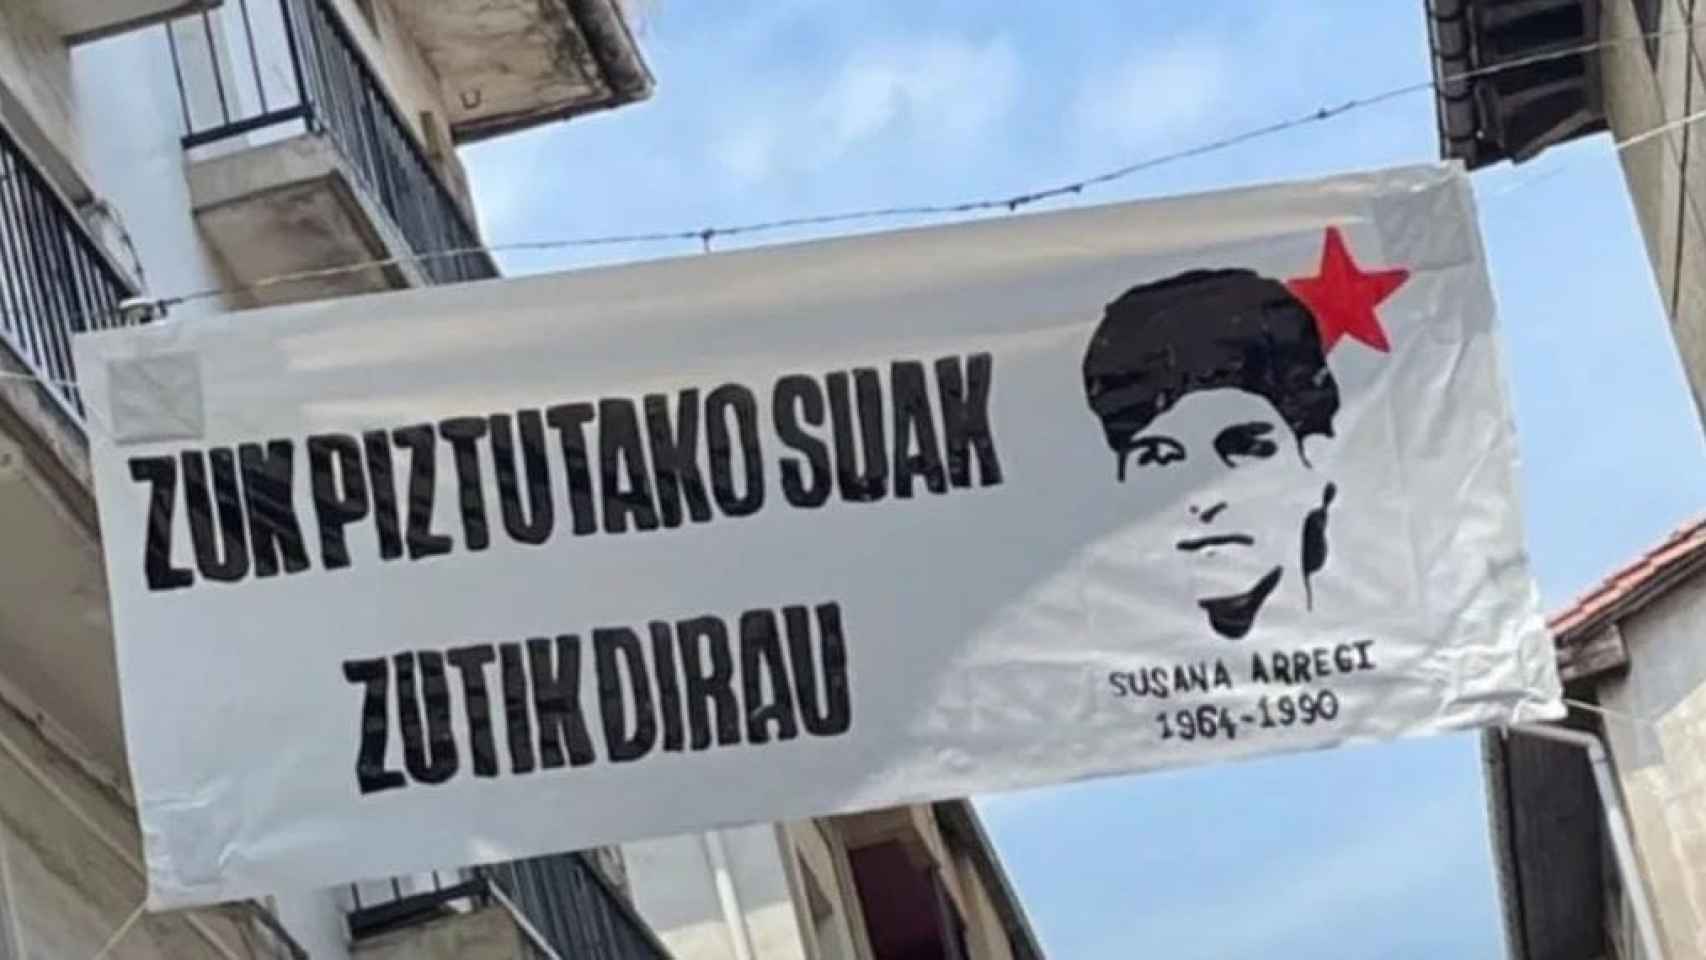 ZUK PIZTUTAKO SUAK
ZUTIK DIRAU
SUSANA ARREGI
1964-1990